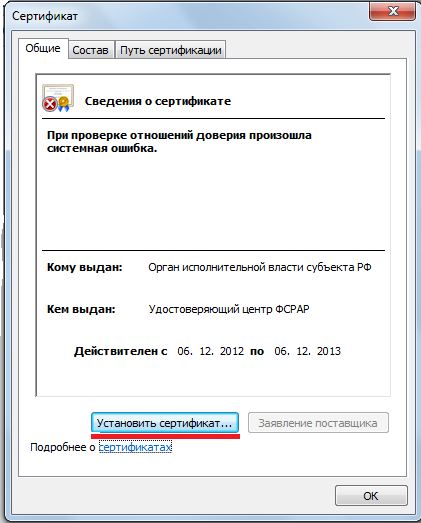 Сертификат
Общие Состав Путь сертификации
Сведения о сертификате
При проверке отношений доверия произошла
системная ошибка.
Кому выдан: Орган исполнительной власти субъекта РФ
Кем выдан: Удостоверяющий центр ФСРАР
Действителен с 06. 12. 2012 по 06. 12. 2013
Установить сертификат... Заявление поставщика
Подробнее о сертификатах
ОК